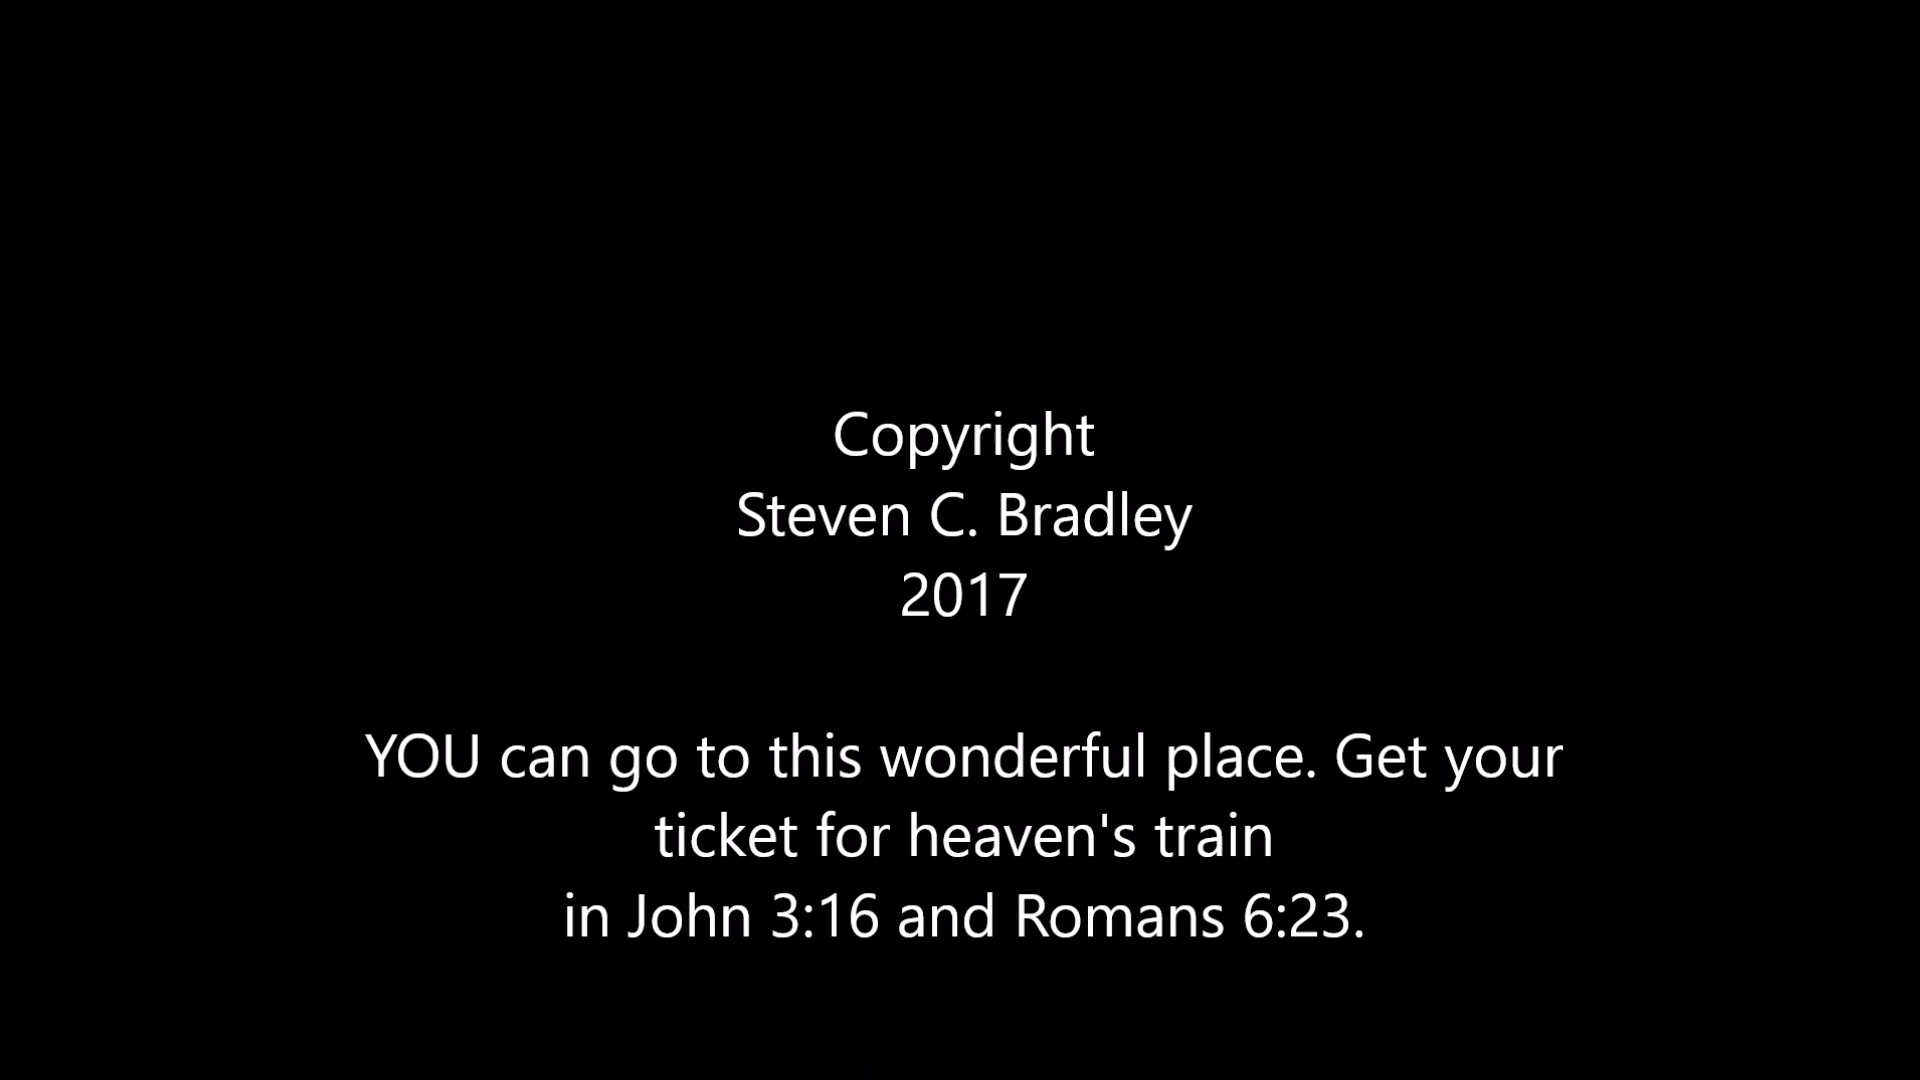 Copyright
Steven C. Bradley
2017
YOU can go to this wonderful place. Get your
ticket for heaven's train
in John 3:16 and Romans 6:23.